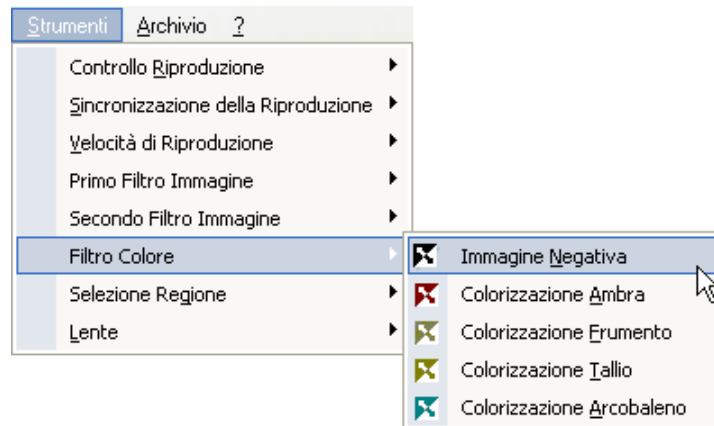 Strumenti Archivio ?
Controllo Riproduzione
Sincronizzazione della Riproduzione
Velocità di Riproduzione
Primo Filtro Immagine
Secondo Filtro Immagine
Filtro Colore
Selezione Regione
Lente
Immagine Negativa
Colorizzazione Ambra
Colorizzazione Frumento
Colorizzazione Tallio
Colorizzazione Arcobaleno